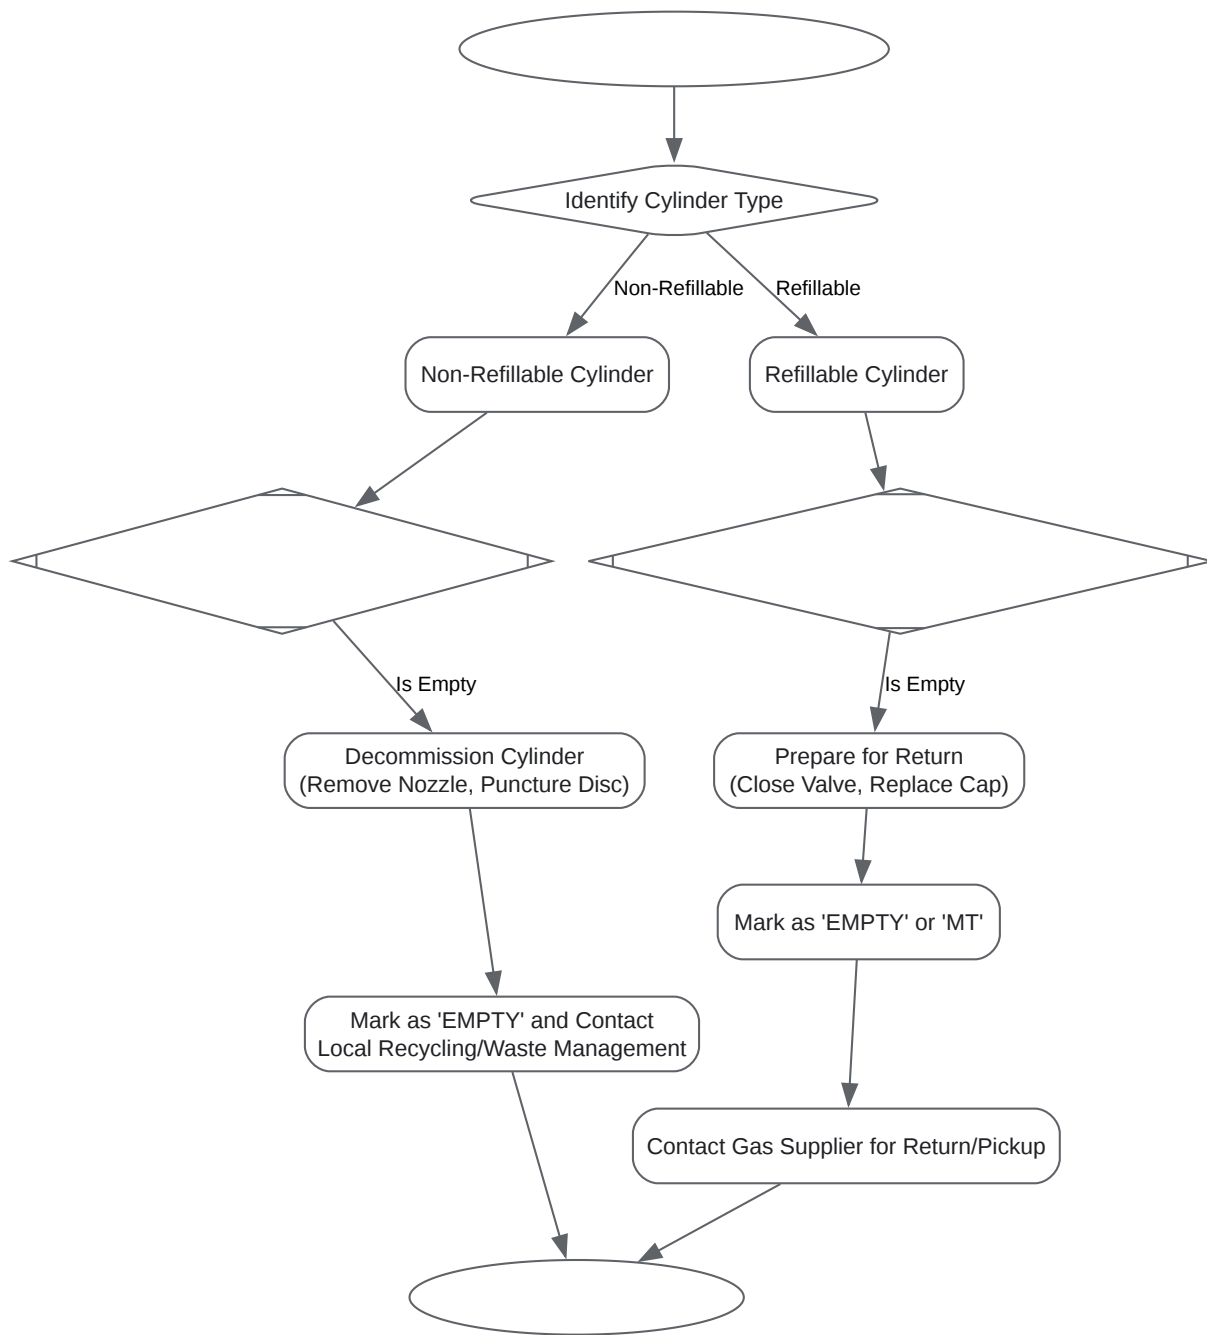 Identify Cylinder Type
Non-Refillable
Refillable
Non-Refillable Cylinder
Refillable Cylinder
Is Empty
Is Empty
Decommission Cylinder
(Remove Nozzle, Puncture Disc)
Prepare for Return
(Close Valve, Replace Cap)
Mark as 'EMPTY' or 'MT'
Mark as 'EMPTY' and Contact
Local Recycling/Waste Management
Contact Gas Supplier for Return/Pickup